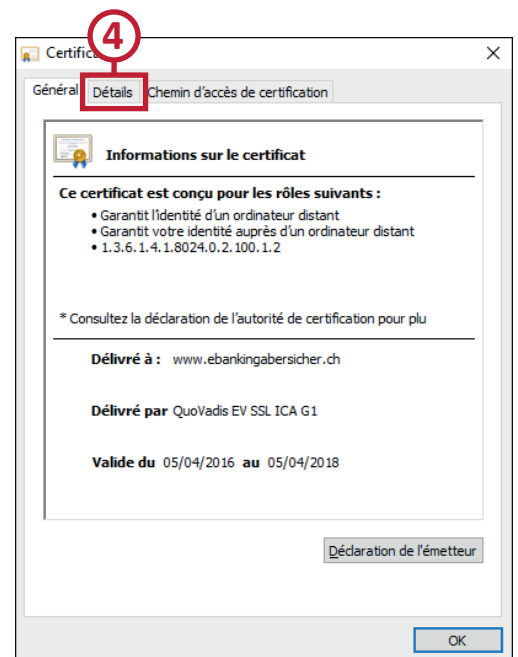 4
Certific
Général Détails Chemin d'accès de certification
Informations sur le certificat
Ce certificat est conçu pour les rôles suivants :
• Garantit l'identité d'un ordinateur distant
• Garantit votre identité auprès d'un ordinateur distant
• 1.3.6.1.4.1.8024.0.2.100.1.2
* Consultez la déclaration de l'autorité de certification pour plu
Délivré à : www.ebankingabersicher.ch
Délivré par QuoVadis EV SSL ICA G1
Valide du 05/04/2016 au 05/04/2018
Déclaration de l'émetteur
OK